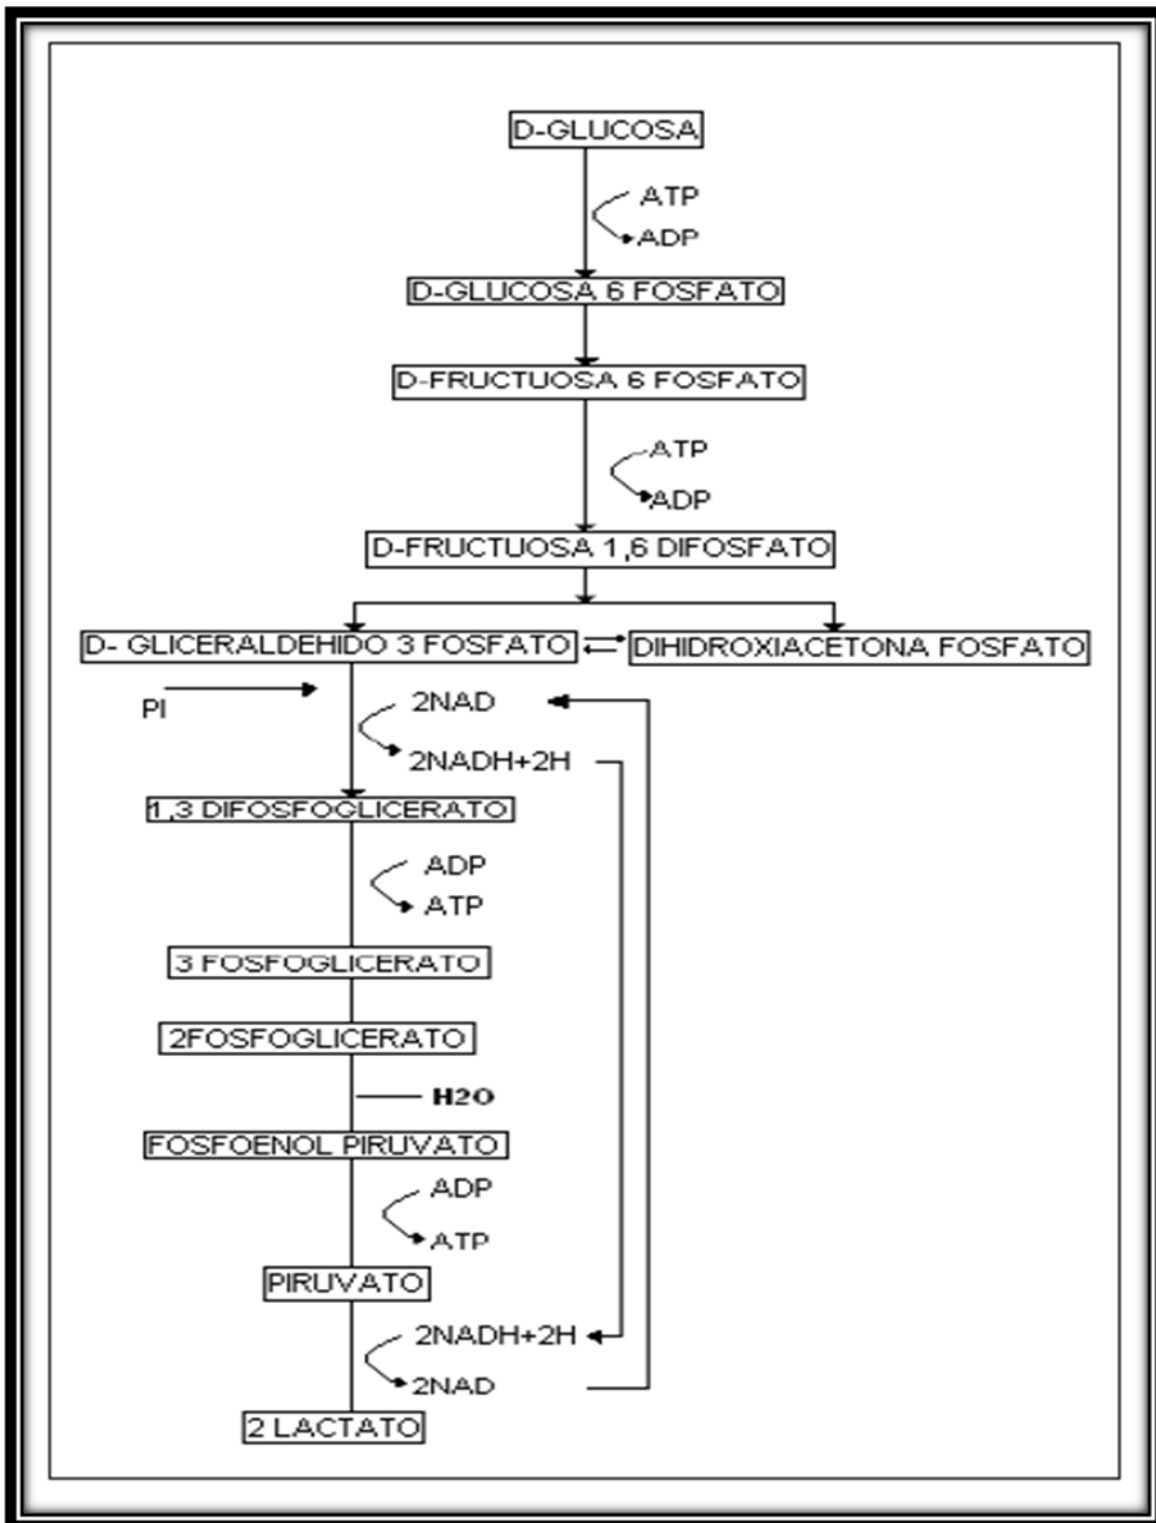 D-GLUCOSA
ATP
ADP
D-GLUCOSA 6 FOSFATO
D-FRUCTUOSA 6 FOSFATO
ATP
ADP
D-FRUCTUOSA 1,6 DIFOSFATO
D- GLICERALDEHIDO 3 FOSFATO
DIHIDROXIACETONA FOSFATO
PI
2NAD
2NADH+2H
1,3 DIFOSFOGLICERATO
ADP
ATP
3 FOSFOGLICERATO
2FOSFOGLICERATO
H2O
FOSFOENOL PIRUVATO
ADP
ATP
PIRUVATO
2NADH+2H
2NAD
2 LACTATO